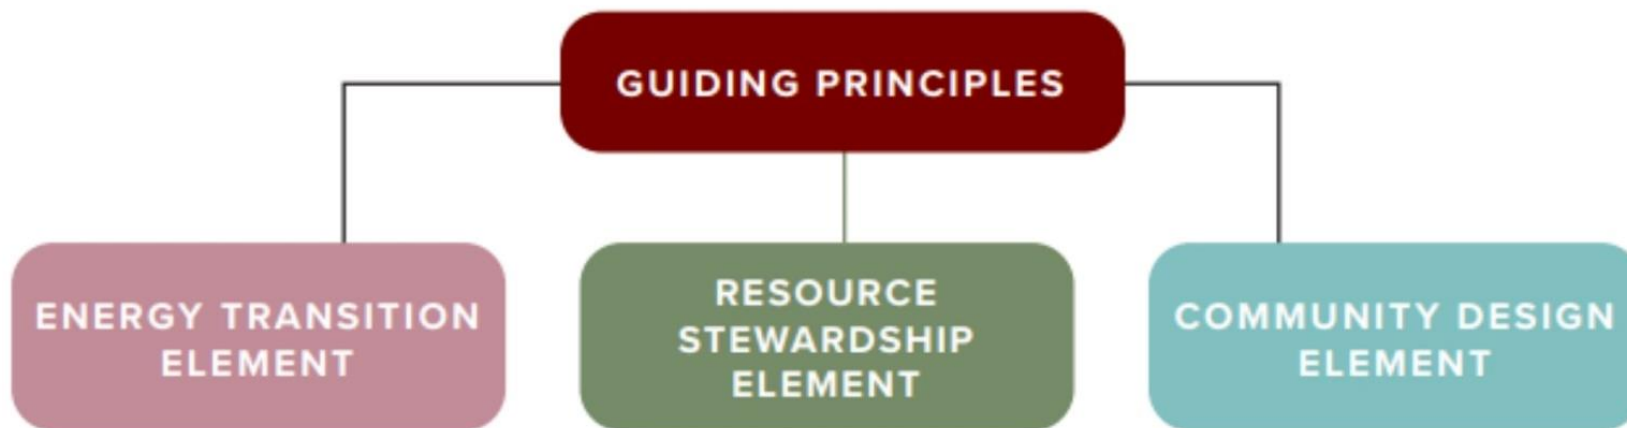 GUIDING PRINCIPLES
ENERGY TRANSITION
ELEMENT
RESOURCE
STEWARDSHIP
ELEMENT
COMMUNITY DESIGN
ELEMENT